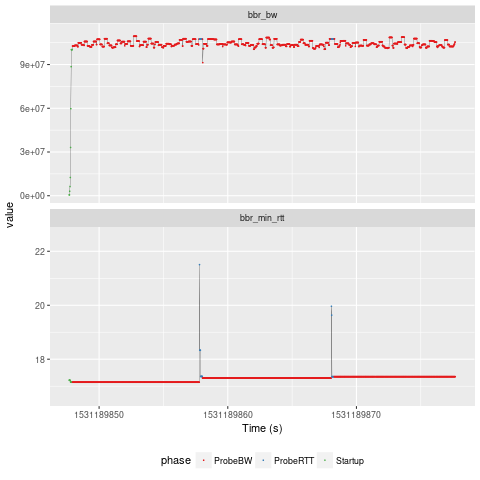 bbr_bw
9e+07
6e+07
3e+07
0e+00
value
bbr_min_rtt
22
20
18
1531189850 1531189860 1531189870
Time (s)
phase ProbeBW ProbeRTT Startup